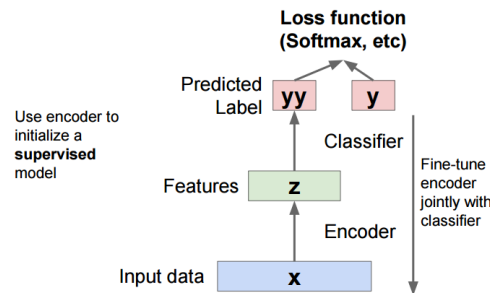 Loss function
(Softmax, etc)
Predicted
Label
yy
y
Use encoder to
initialize a
supervised
model
Classifier
Features
z
Fine-tune
encoder
jointly with
classifier
Encoder
Input data
x